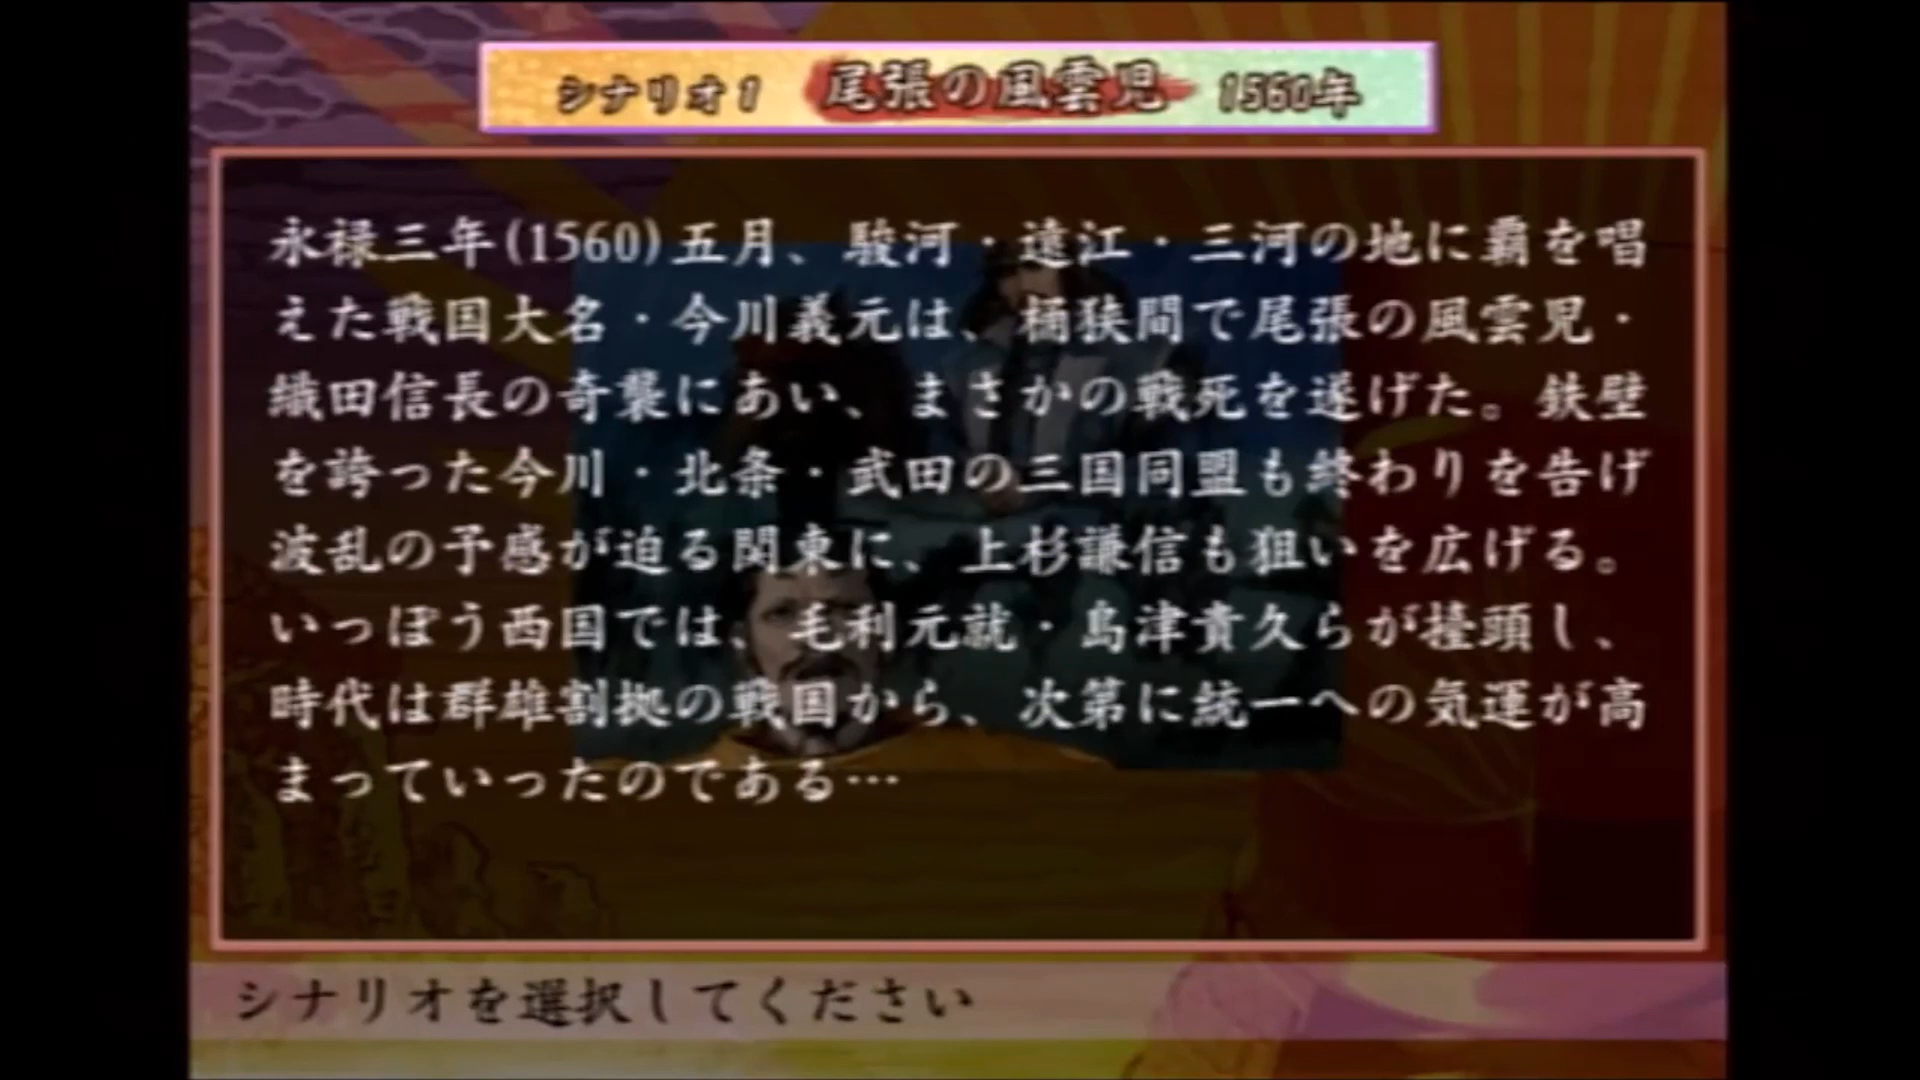 シナリオ1 尾張の風雲児 1560年
永禄三年(1560)五月、駿河・遠江・三河の地に覇を唱
えた戦国大名・今川義元は、桶狭間で尾張の風雲児・
織田信長の奇襲にあい、まさかの戦死を遂げた。鉄壁
を誇った今川・北条・武田の三国同盟も終わりを告げ
波乱の予感が迫る関東に、上杉謙信も狙いを広げる。
いっぽう西国では、毛利元就・島津貴久らが擡頭し、
時代は群雄割拠の戦国から、次第に統一への気運が高
まっていったのである…
シナリオを選択してください